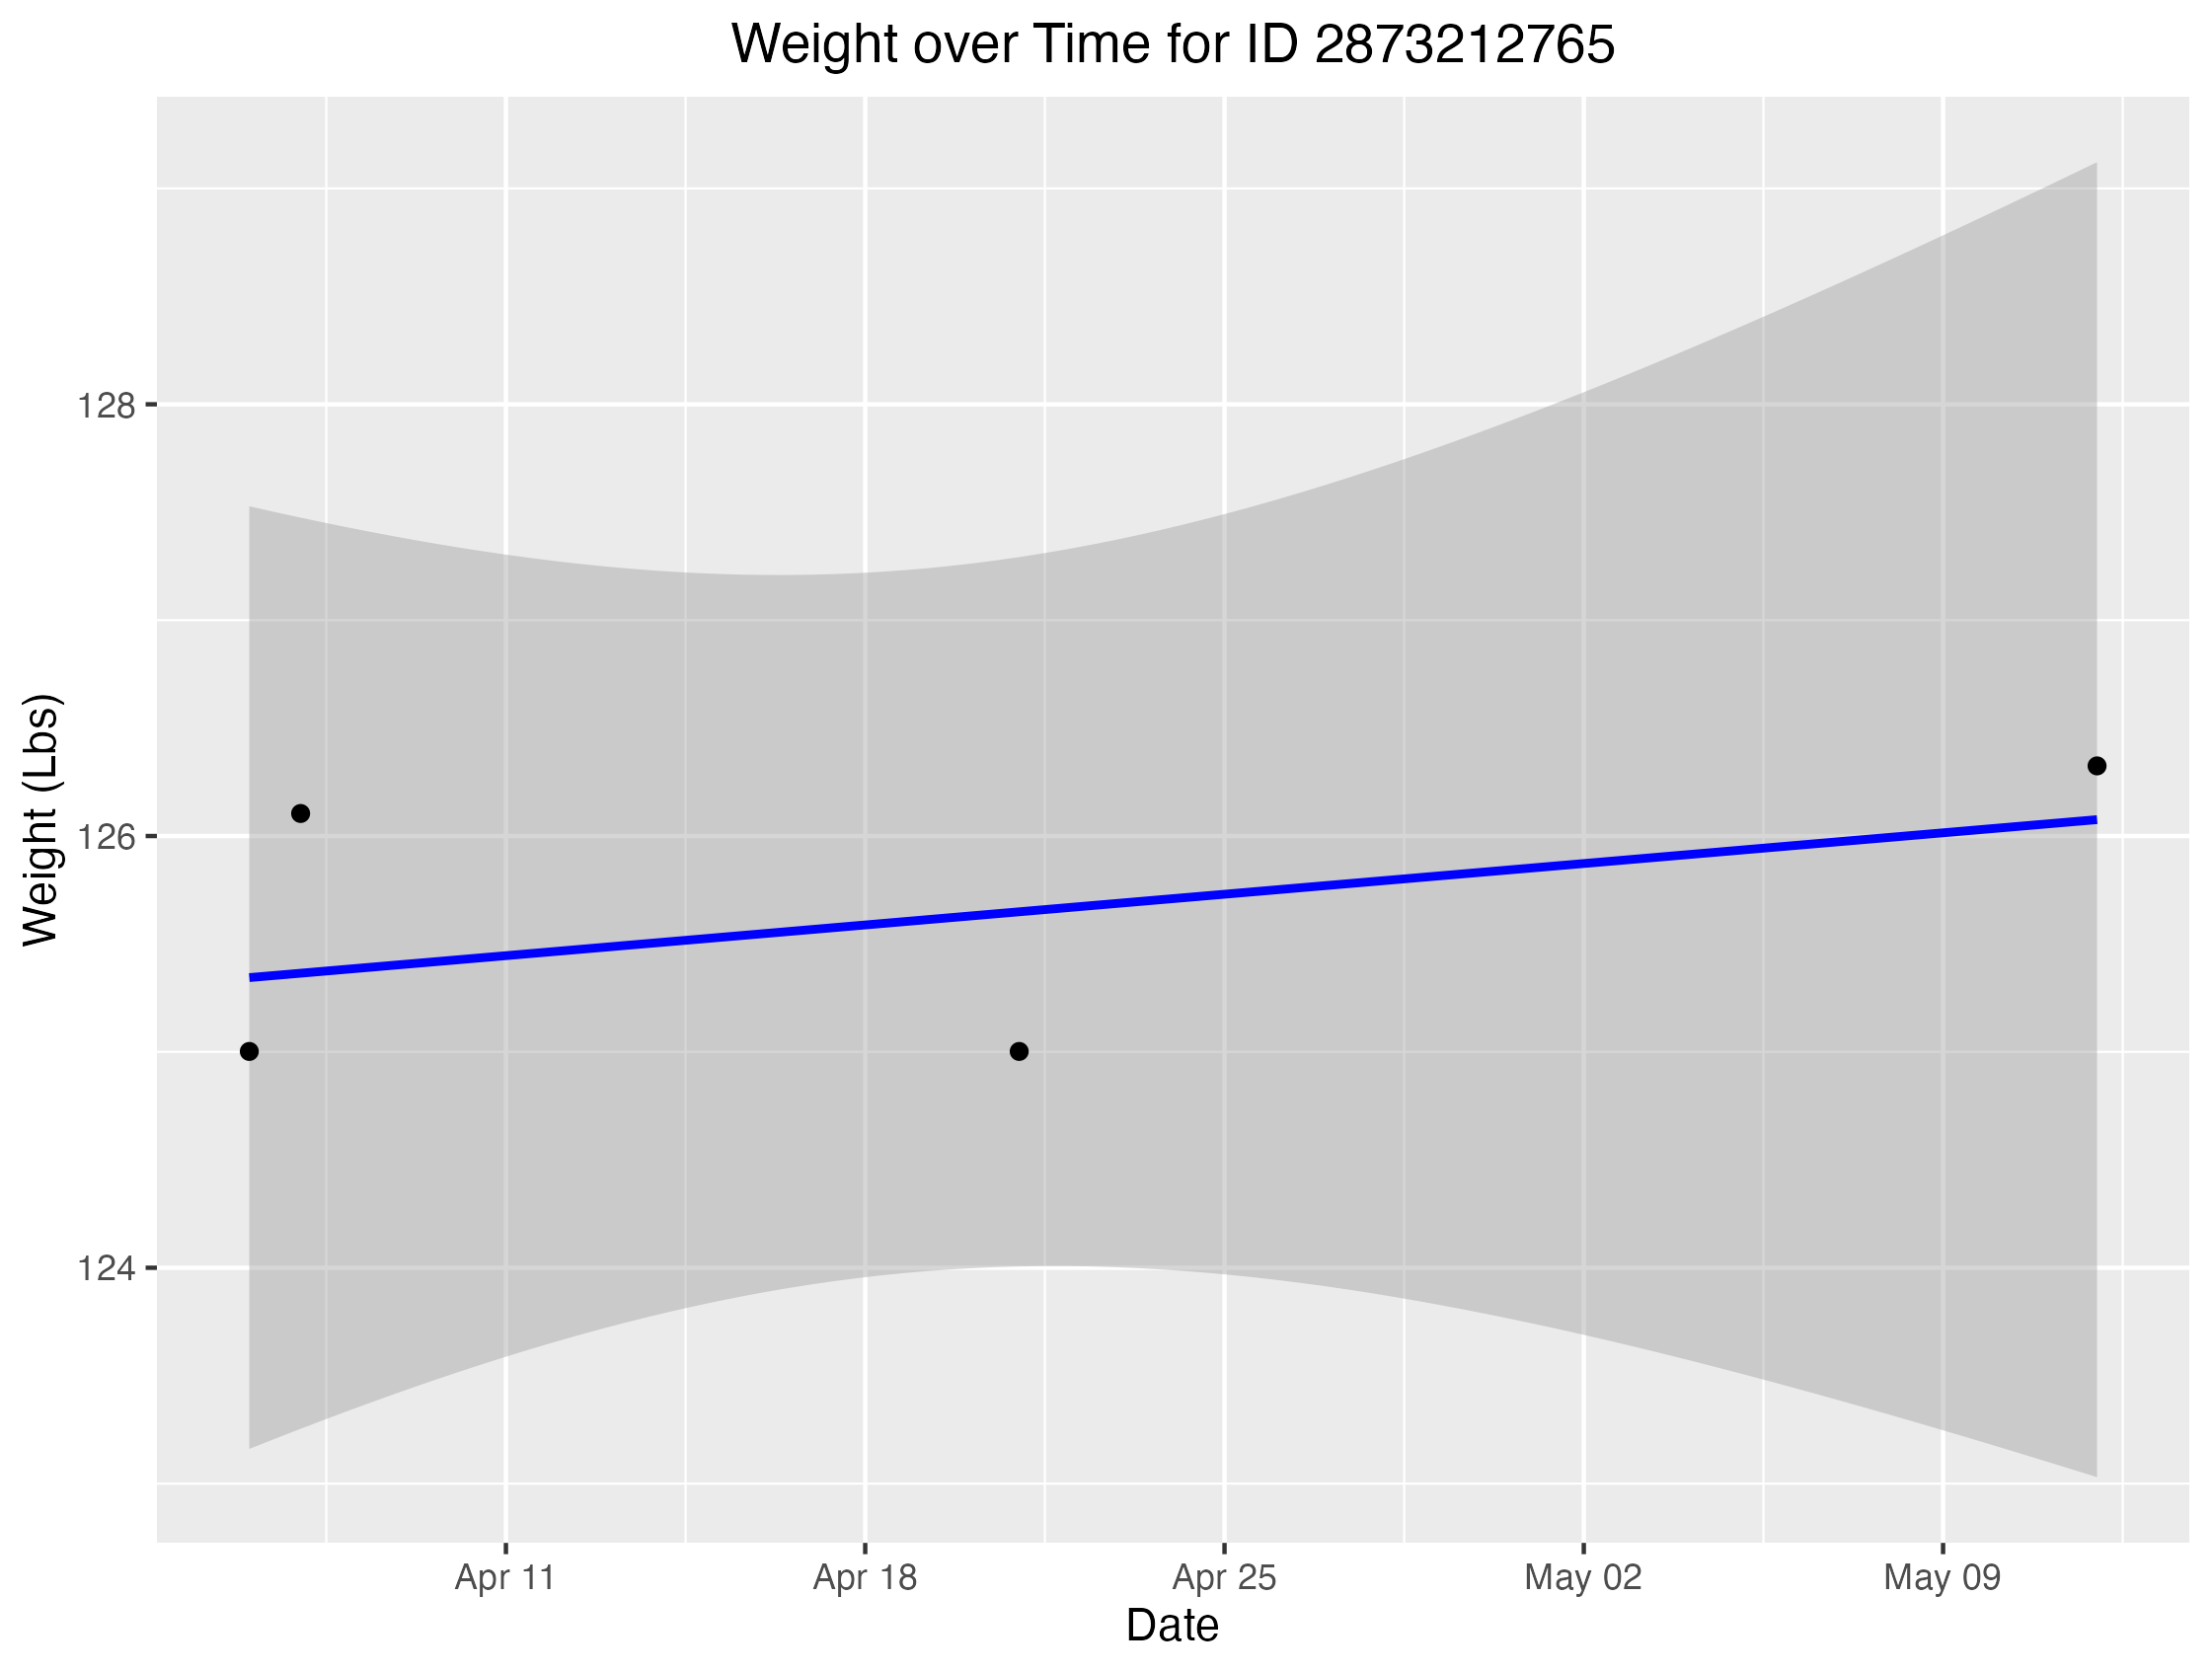 Weight over Time for ID 2873212765
Weight (Lbs)
128
126
124
Apr 11 Apr 18 Apr 25 May 02 May 09
Date